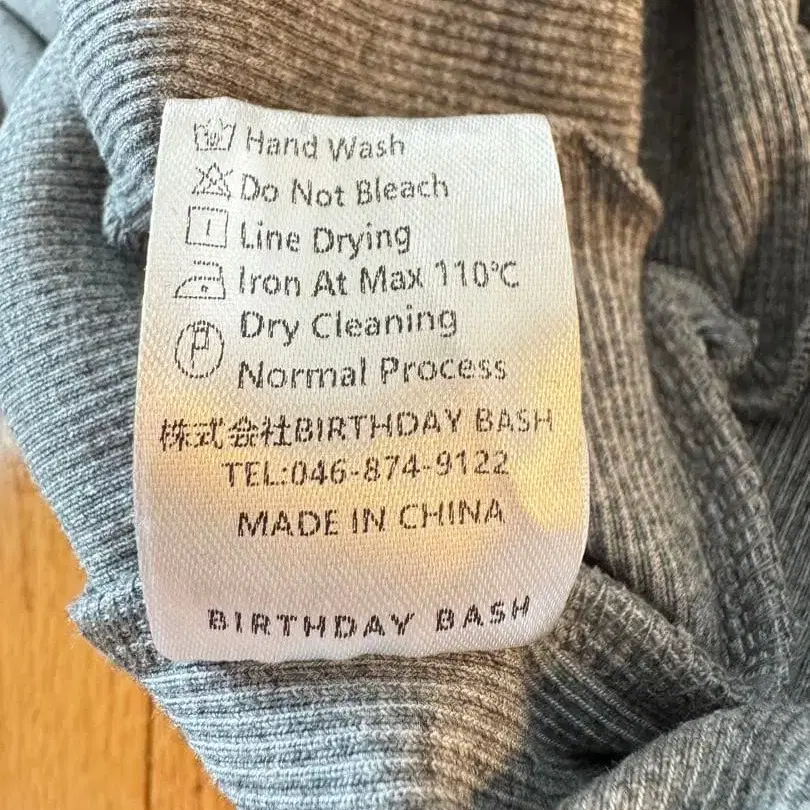 Hand Wash
Do Not Bleach
Line Drying
Iron At Max 110℃
Dry Cleaning
Normal Process
株式会社BIRTHDAY BASH
TEL:046-874-9122
MADE IN CHINA
BIRTHDAY BASH